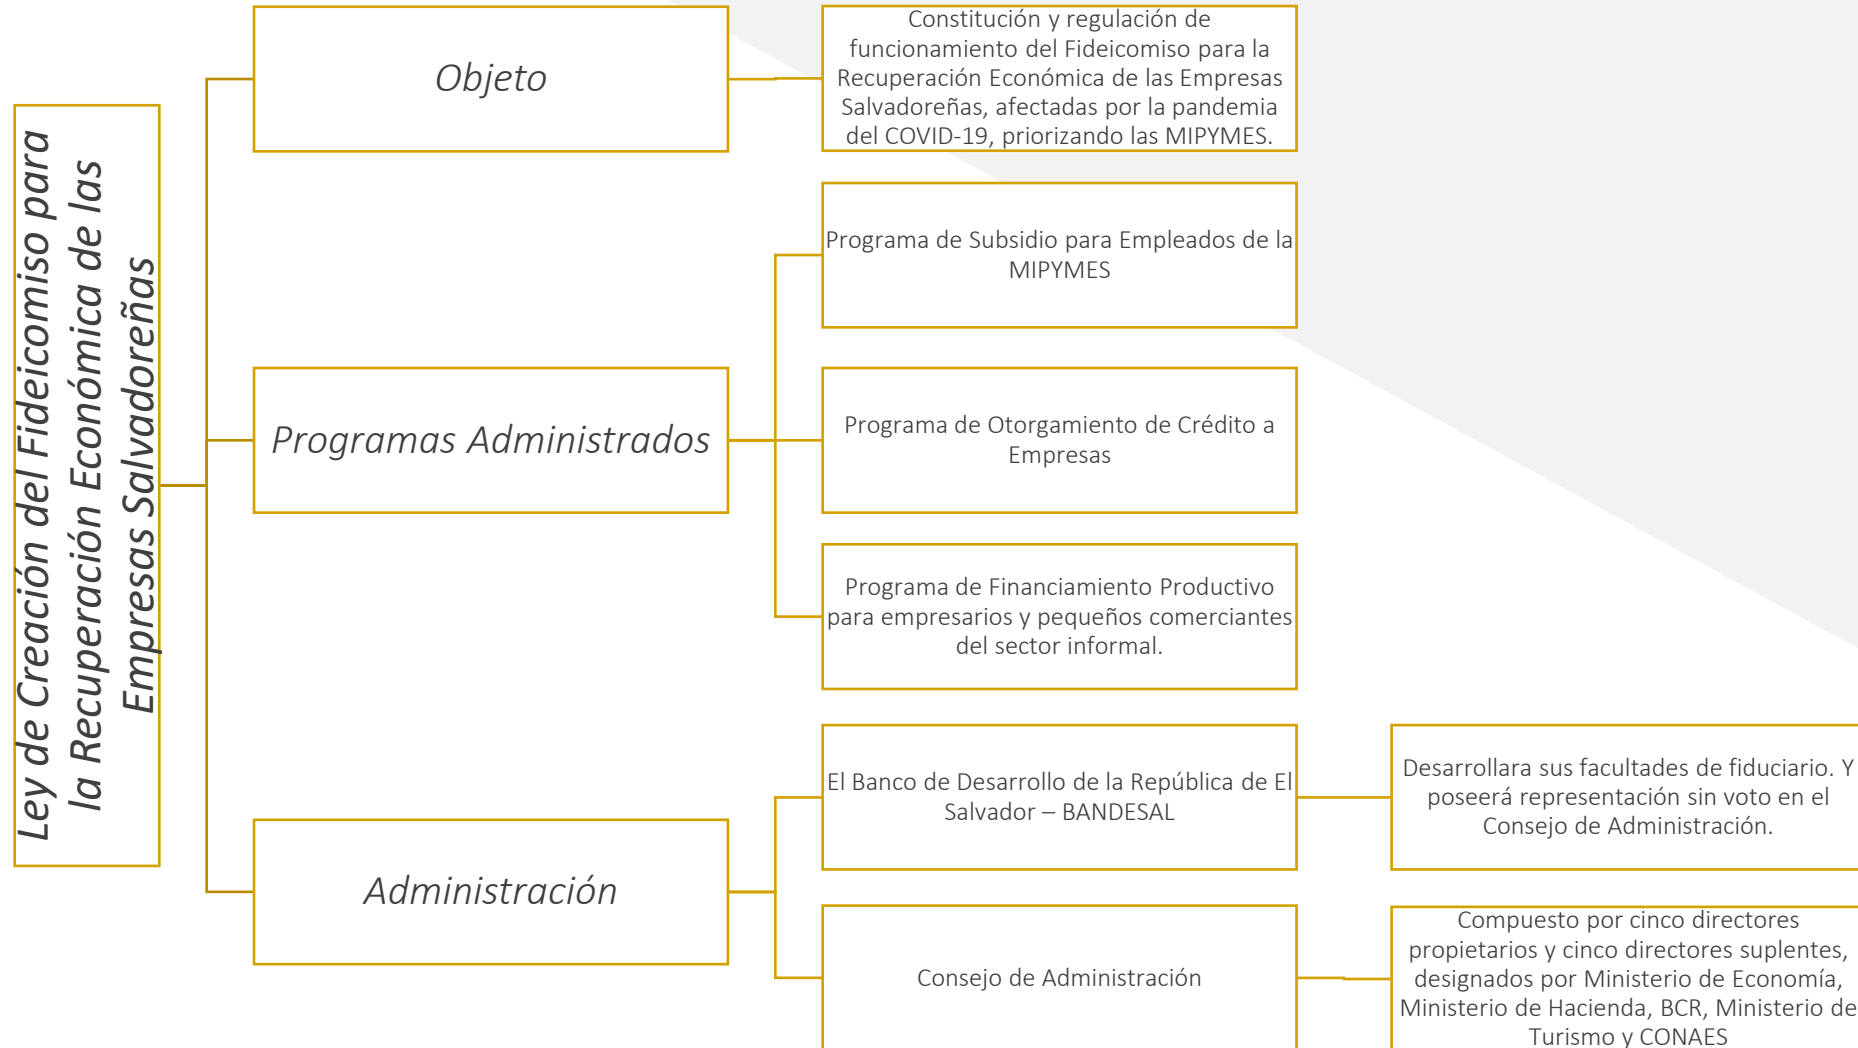 Ley de Creación del Fideicomiso para
la Recuperación Económica de las
Empresas Salvadoreñas
Objeto
Constitución y regulación de
funcionamiento del Fideicomiso para la
Recuperación Económica de las Empresas
Salvadoreñas, afectadas por la pandemia
del COVID-19, priorizando las MIPYMES.
Programas Administrados
Programa de Subsidio para Empleados de la
MIPYMES
Programa de Otorgamiento de Crédito a
Empresas
Programa de Financiamiento Productivo
para empresarios y pequeños comerciantes
del sector informal.
Administración
El Banco de Desarrollo de la República de El
Salvador – BANDESAL
Desarrollara sus facultades de fiduciario. Y
poseerá representación sin voto en el
Consejo de Administración.
Consejo de Administración
Compuesto por cinco directores
propietarios y cinco directores suplentes,
designados por Ministerio de Economía,
Ministerio de Hacienda, BCR, Ministerio de
Turismo y CONAES